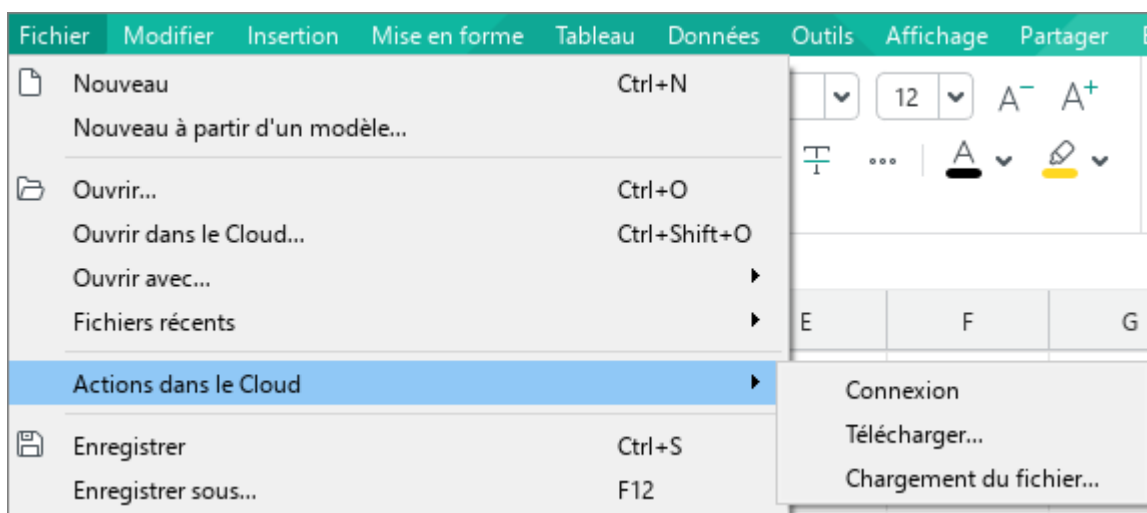 Fichier Modifier Insertion Mise en forme Tableau Données Outils Affichage Partager
Nouveau Ctrl+N
Nouveau à partir d'un modèle...
12 A A
Ouvrir... Ctrl+O
A
Ouvrir dans le Cloud... Ctrl+Shift+O
Ouvrir avec...
Fichiers récents
E F G
Actions dans le Cloud
Connexion
Télécharger...
Chargement du fichier...
Enregistrer Ctrl+S
Enregistrer sous... F12